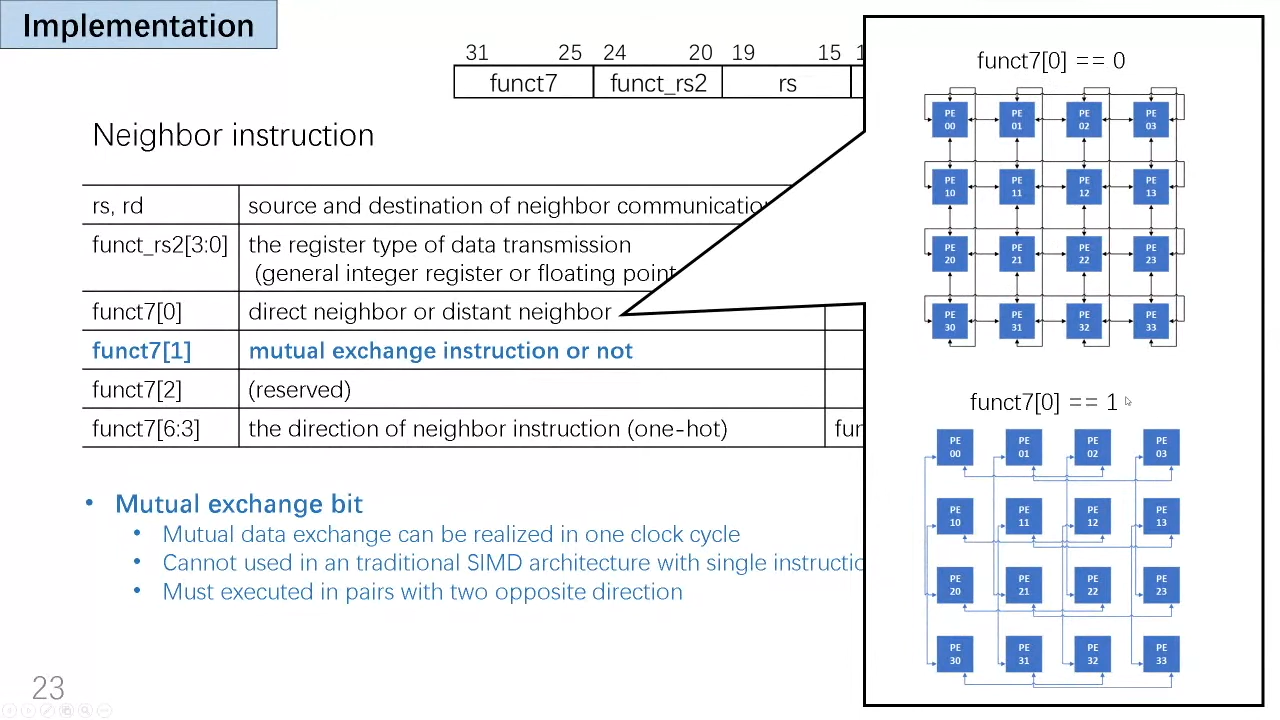 Implementation
31 25 24 20 19 15 1
funct7 funct_rs2 rs
Neighbor instruction
rs, rd source and destination of neighbor communication
funct_rs2[3:0] the register type of data transmission
(general integer register or floating point
funct7[0] direct neighbor or distant neighbor
funct7[1] mutual exchange instruction or not
funct7[2] (reserved)
funct7[6:3] the direction of neighbor instruction (one-hot) fun
• Mutual exchange bit
• Mutual data exchange can be realized in one clock cycle
• Cannot used in an traditional SIMD architecture with single instructio
• Must executed in pairs with two opposite direction
23
funct7[0] == 0
PE PE PE PE
00 01 02 03
PE PE PE PE
10 11 12 13
PE PE PE PE
20 21 22 23
PE PE PE PE
30 31 32 33
funct7[0] == 1
PE PE PE PE
00 01 02 03
PE PE PE PE
10 11 12 13
PE PE PE PE
20 21 22 23
PE PE PE PE
30 31 32 33